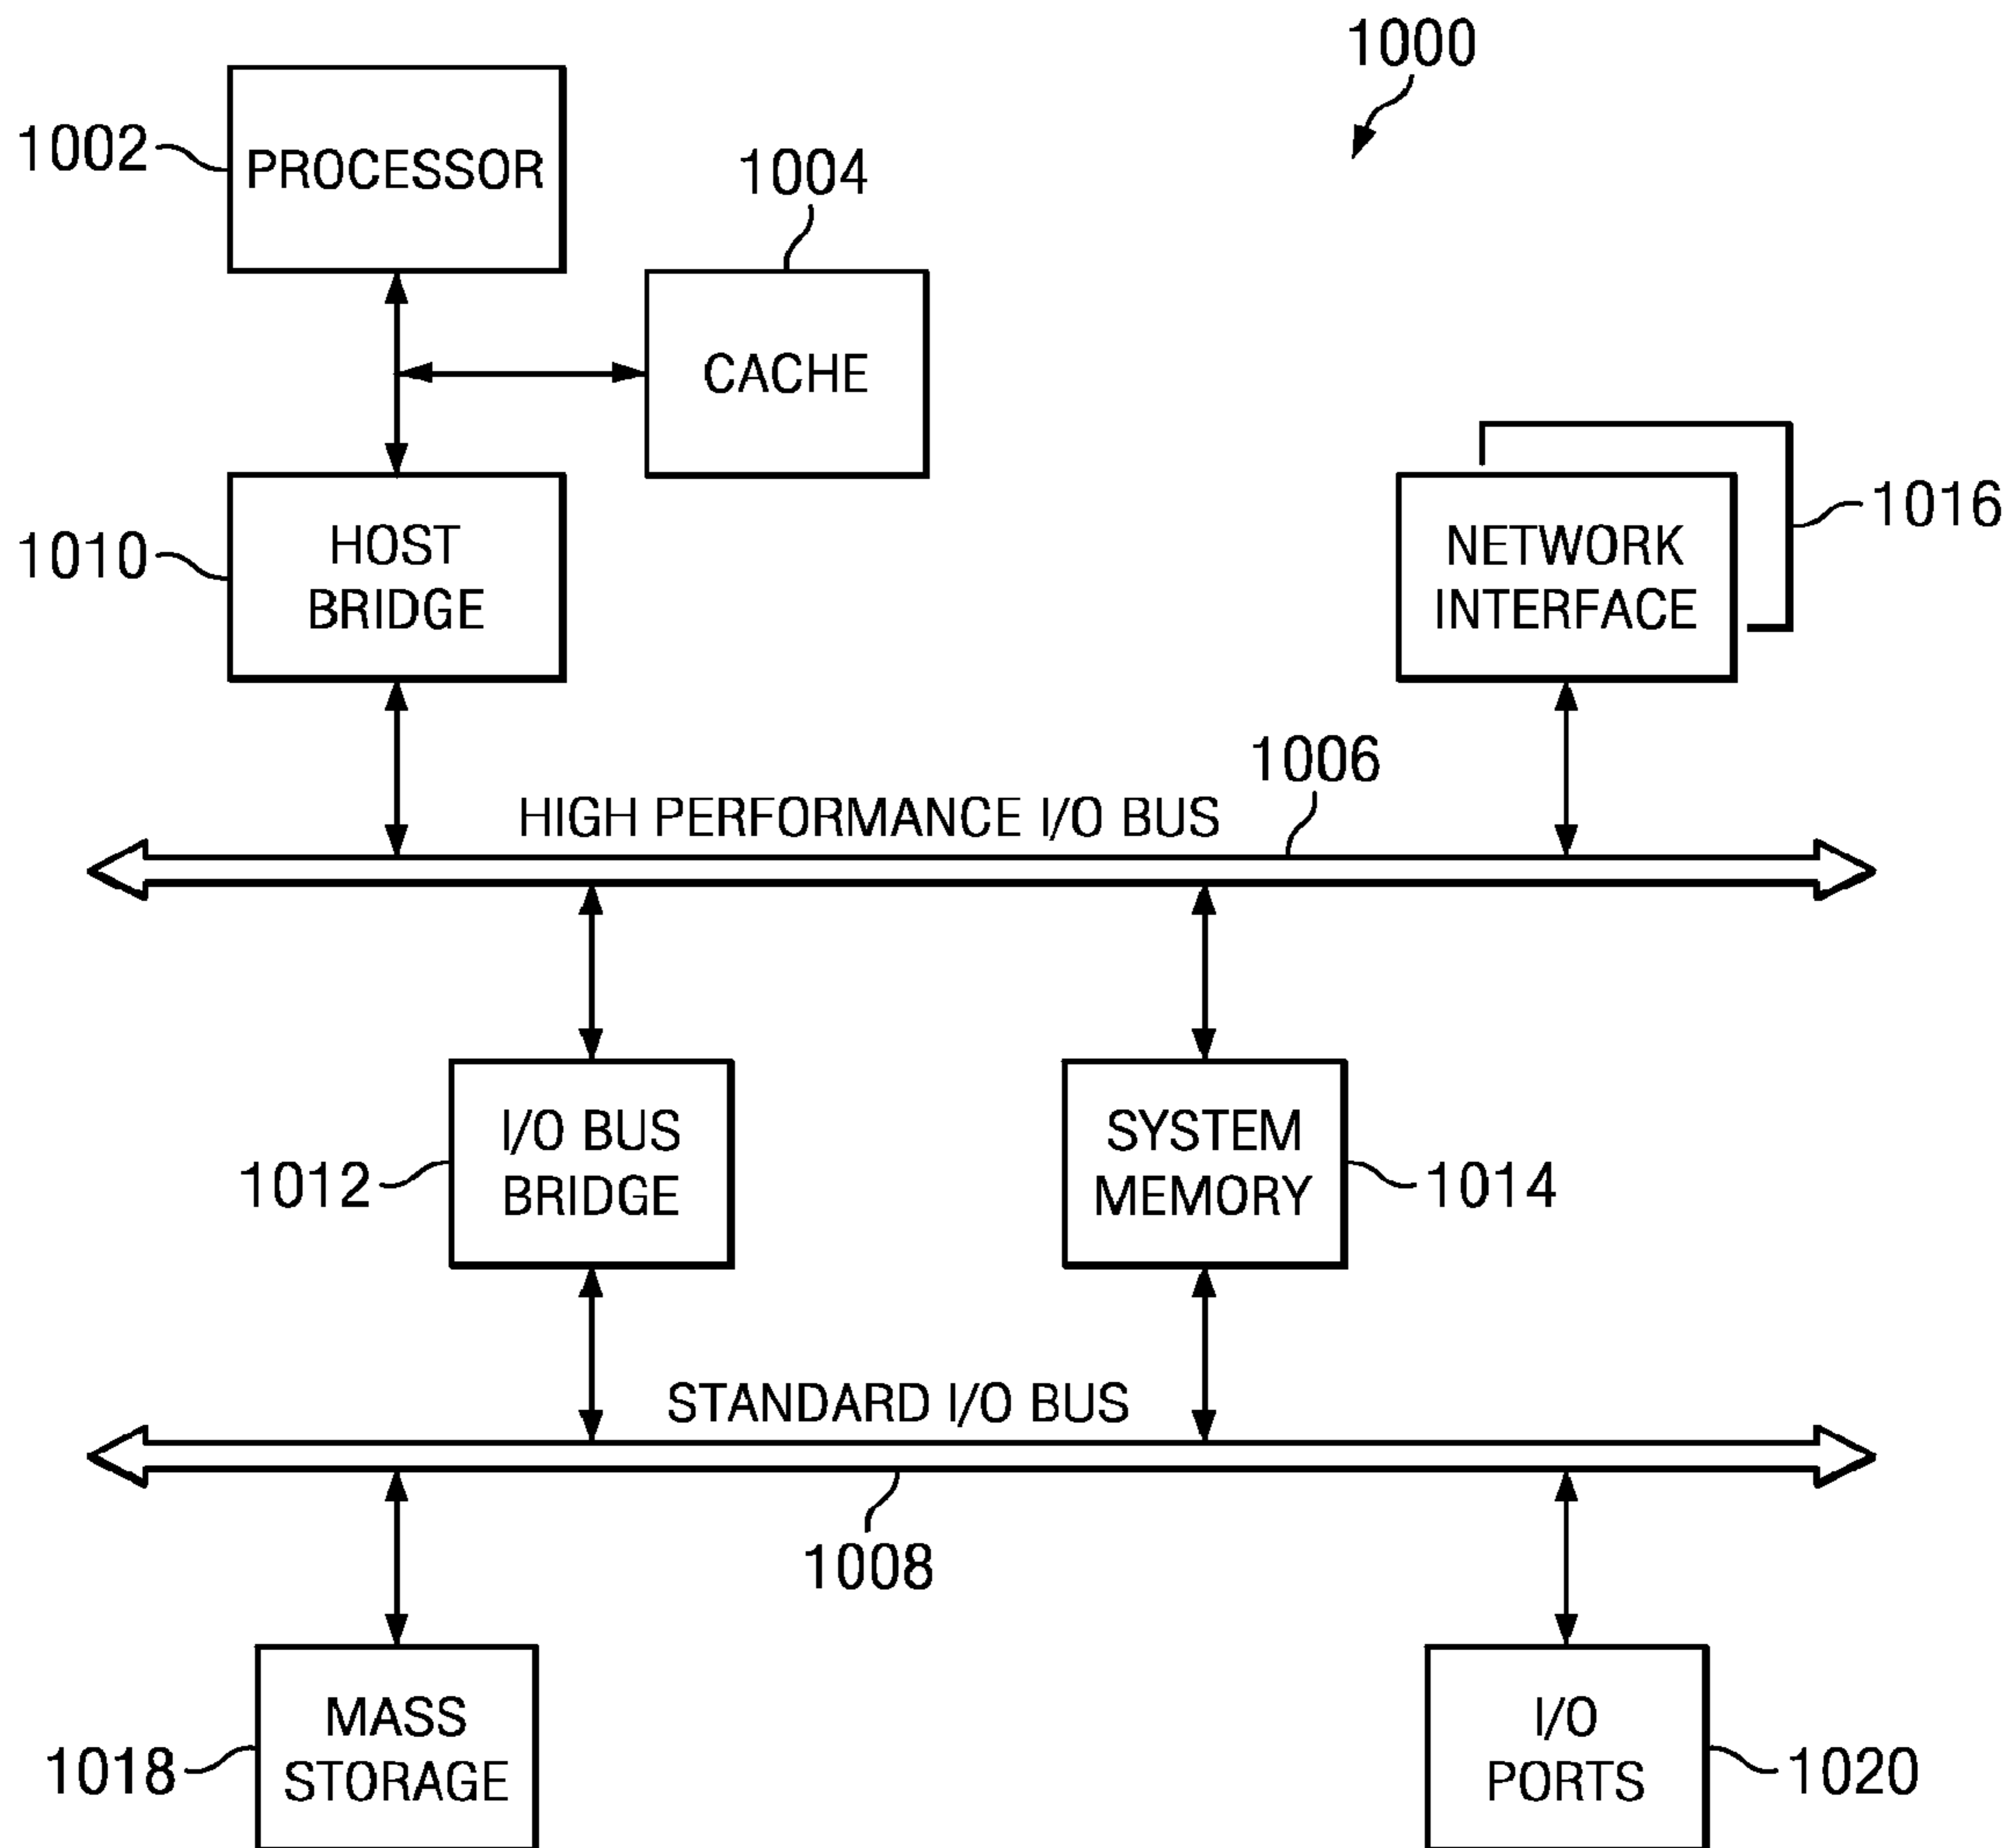 1000
1002
PROCESSOR
1004
CACHE
1010
HOST
BRIDGE
NETWORK
INTERFACE
1016
1006
HIGH PERFORMANCE I/O BUS
I/O BUS
BRIDGE
1012
SYSTEM
MEMORY
1014
STANDARD I/O BUS
1008
MASS
STORAGE
1018
I/O
PORTS
1020